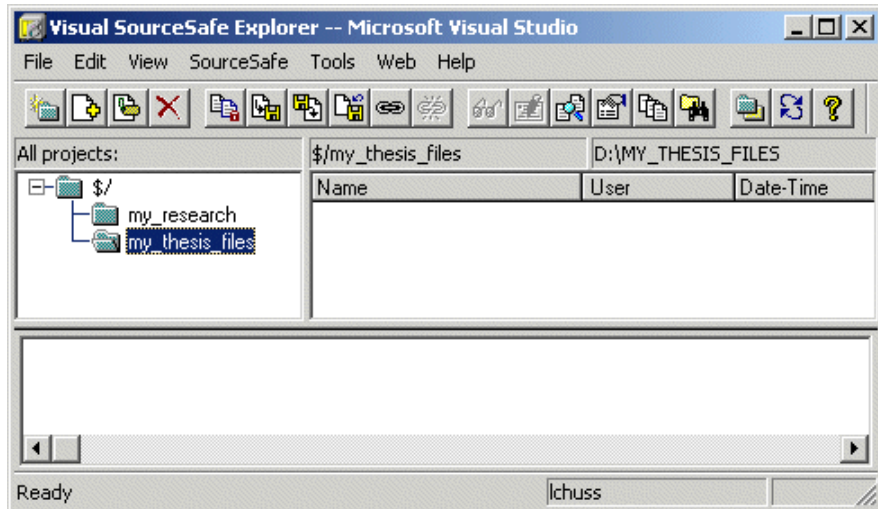 Visual SourceSafe Explorer -- Microsoft Visual Studio
File Edit View SourceSafe Tools Web Help
All projects: $/my_thesis_files D:\MY_THESIS_FILES
$/ Name User Date-Time
my_research
my_thesis_files
Ready lchuss